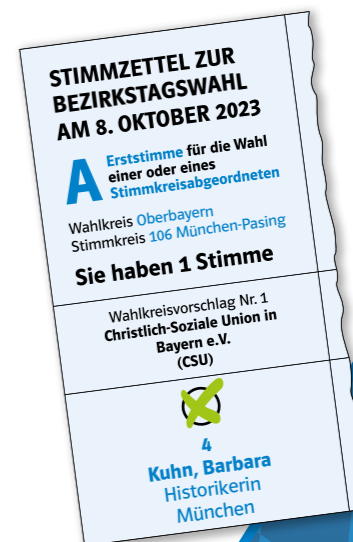 STIMMZETTEL ZUR
BEZIRKSTAGSWAHL
AM 8. OKTOBER 2023
A Erststimme für die Wahl
einer oder eines
Stimmkreisabgeordneten
Wahlkreis Oberbayern
Stimmkreis 106 München-Pasing
Sie haben 1 Stimme
Wahlkreisvorschlag Nr. 1
Christlich-Soziale Union in
Bayern e.V.
(CSU)
4
Kuhn, Barbara
Historikerin
München